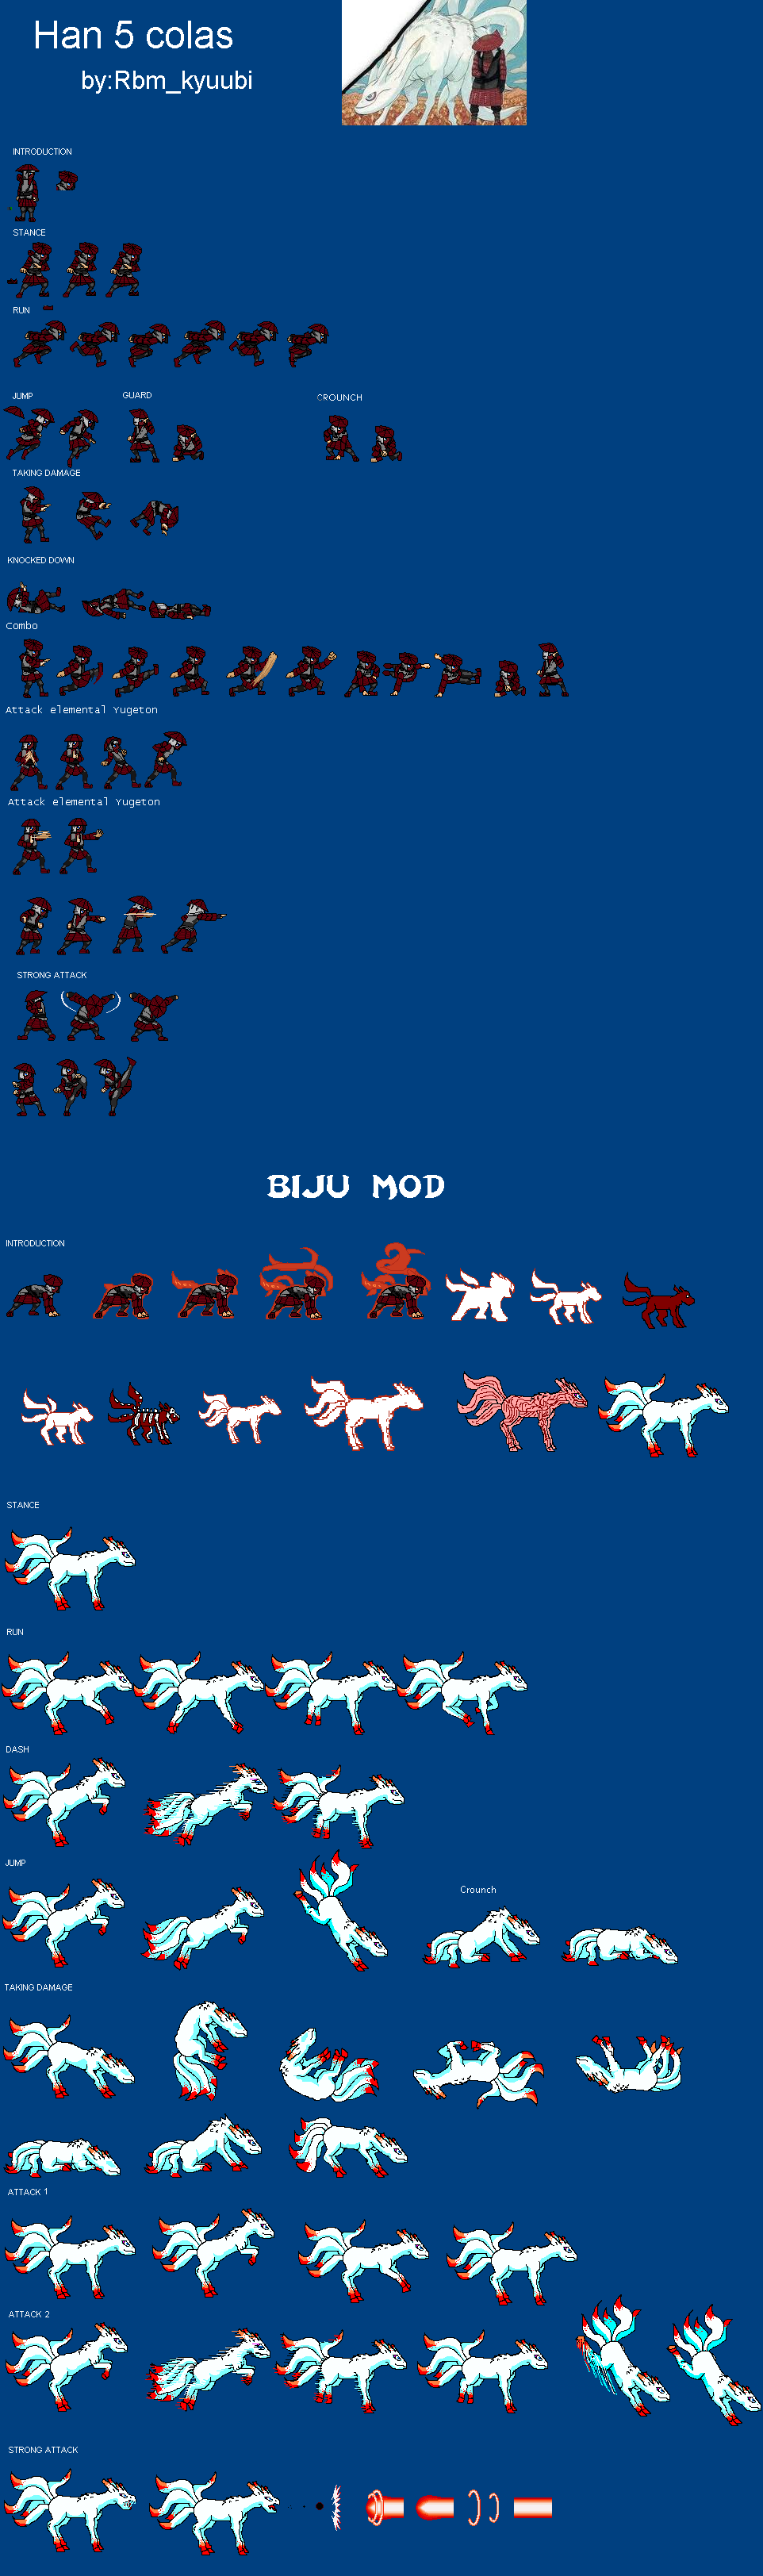 Han 5 colas
by:Rbm_kyuubi
INTRODUCTION
STANCE
RUN
JUMP
GUARD
CROUNCH
TAKING DAMAGE
KNOCKED DOWN
Combo
Attack elemental Yugeton
Attack elemental Yugeton
STRONG ATTACK
BIJU MOD
INTRODUCTION
STANCE
RUN
DASH
JUMP
Crounch
TAKING DAMAGE
ATTACK 1
ATTACK 2
STRONG ATTACK